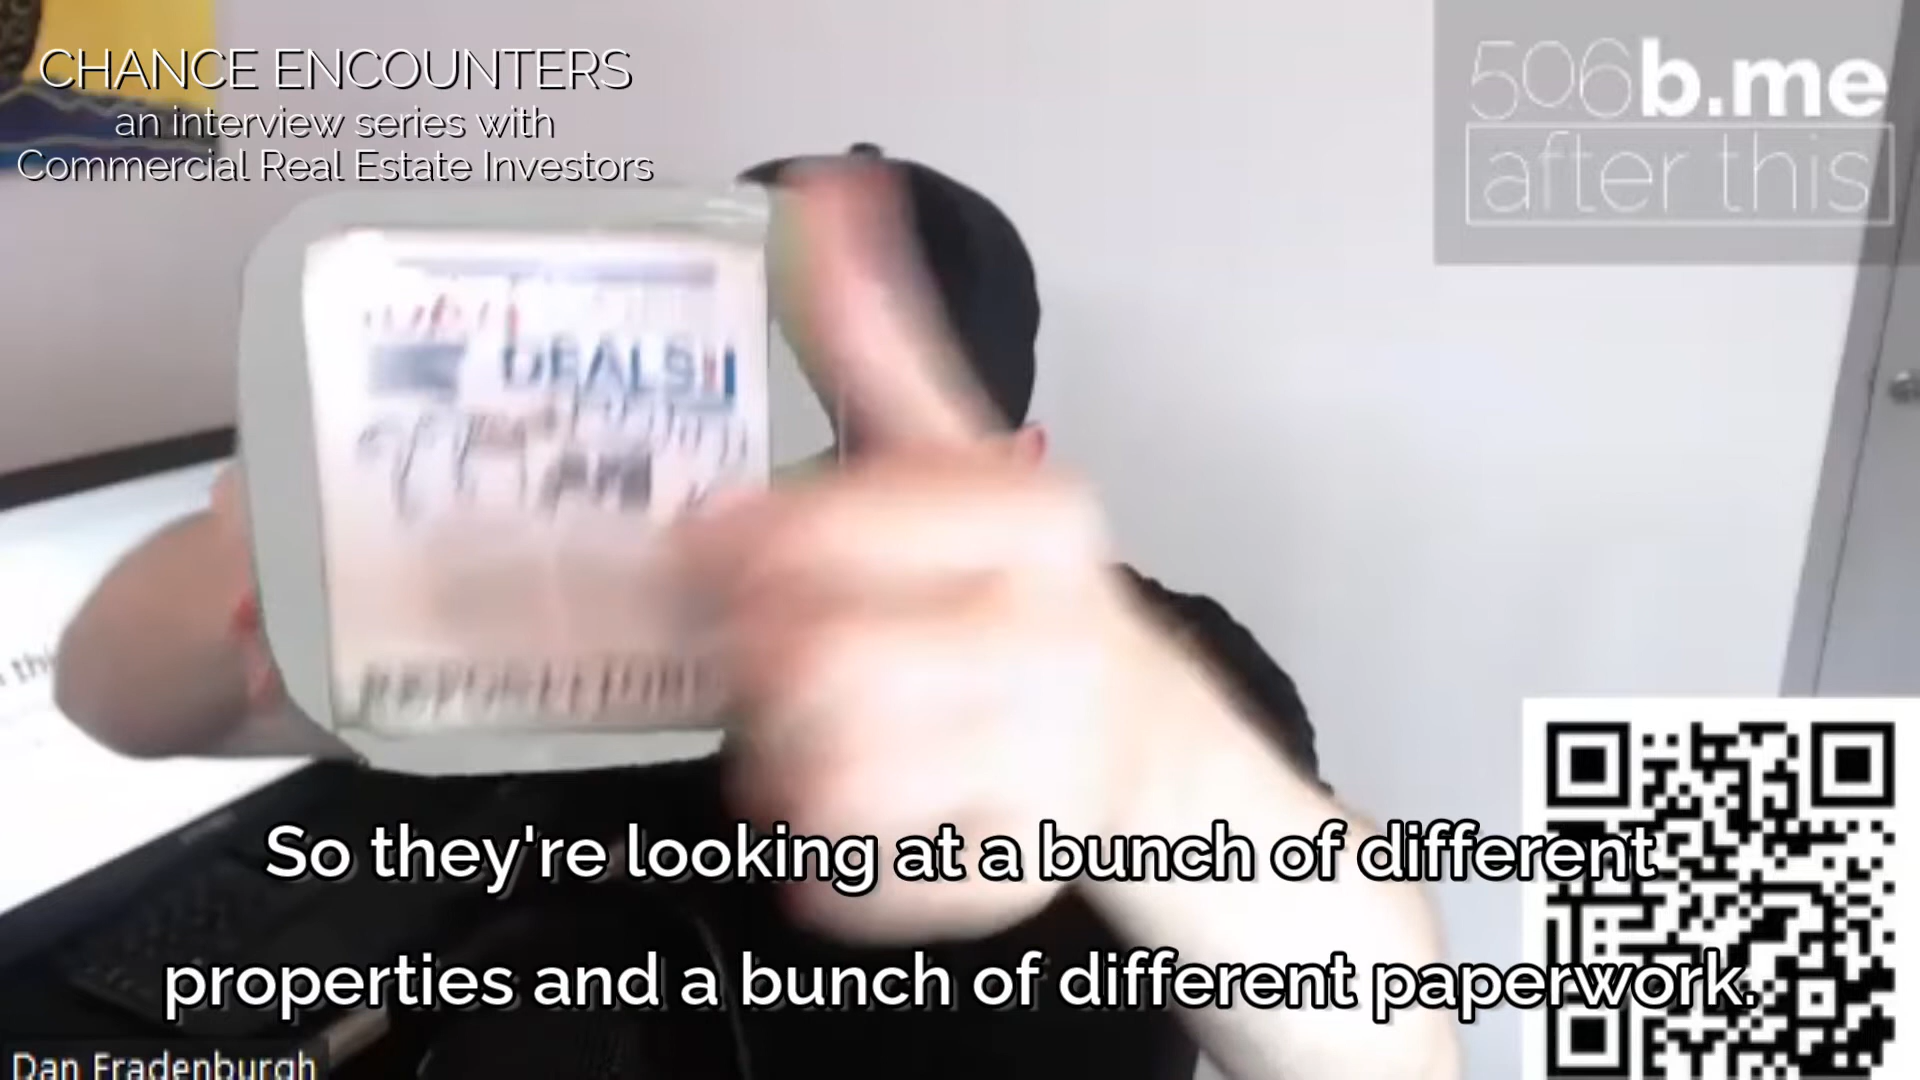 CHANCE ENCOUNTERS
an interview series with
Commercial Real Estate Investors
506b.me
after this
DEALS
So they're looking at a bunch of different
properties and a bunch of different paperwork.
Dan Fradenburgh